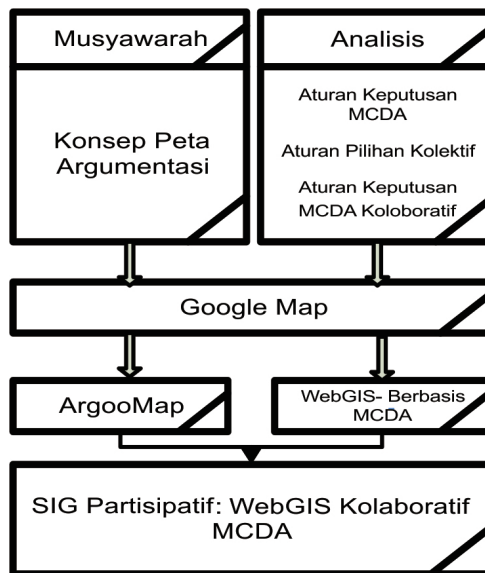 Musyawarah
Konsep Peta
Argumentasi
Analisis
Aturan Keputusan
MCDA
Aturan Pilihan Kolektif
Aturan Keputusan
MCDA Koloboratif
Google Map
ArgooMap
WebGIS- Berbasis
MCDA
SIG Partisipatif: WebGIS Kolaboratif
MCDA